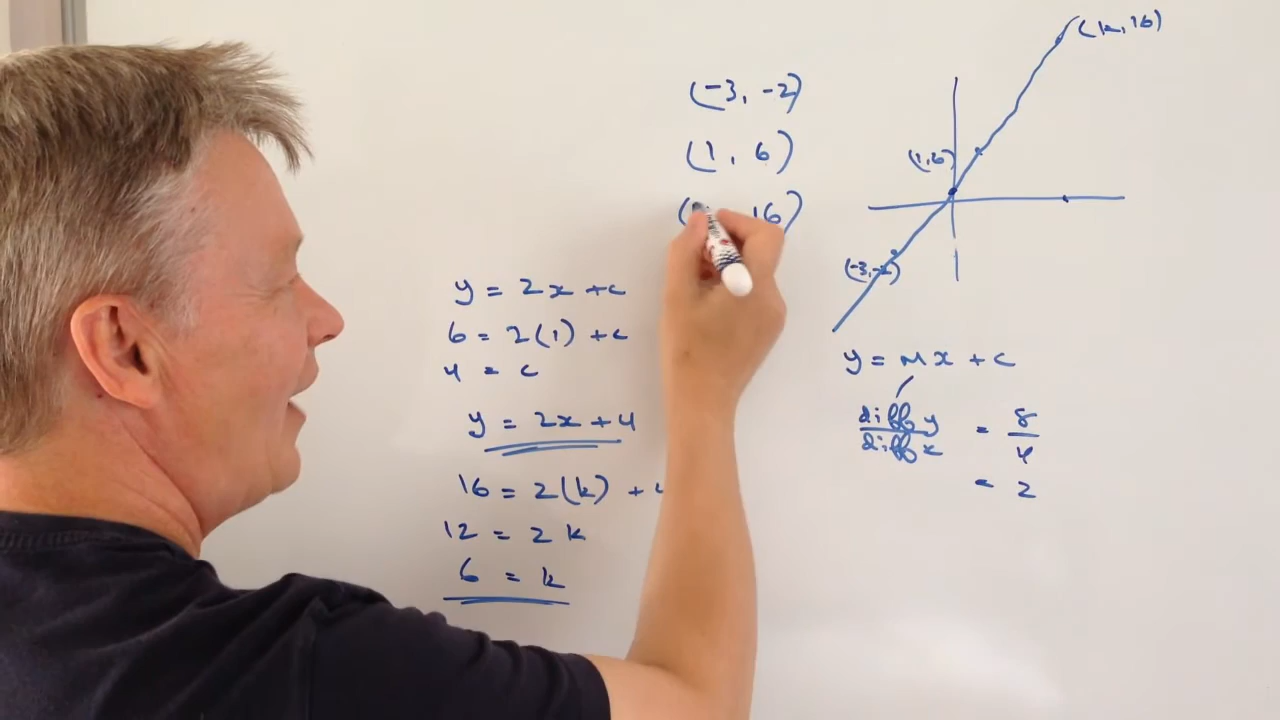 (-3, -2)
(1, 6)
16)
y = 2x + c
6 = 2(1) + c
4 = c
y = 2x + 4
16 = 2(k) +
12 = 2k
6 = k
(k, 16)
(1, 6)
(-3, -2)
y = mx + c
diff y
diff x
= 8
4
= 2